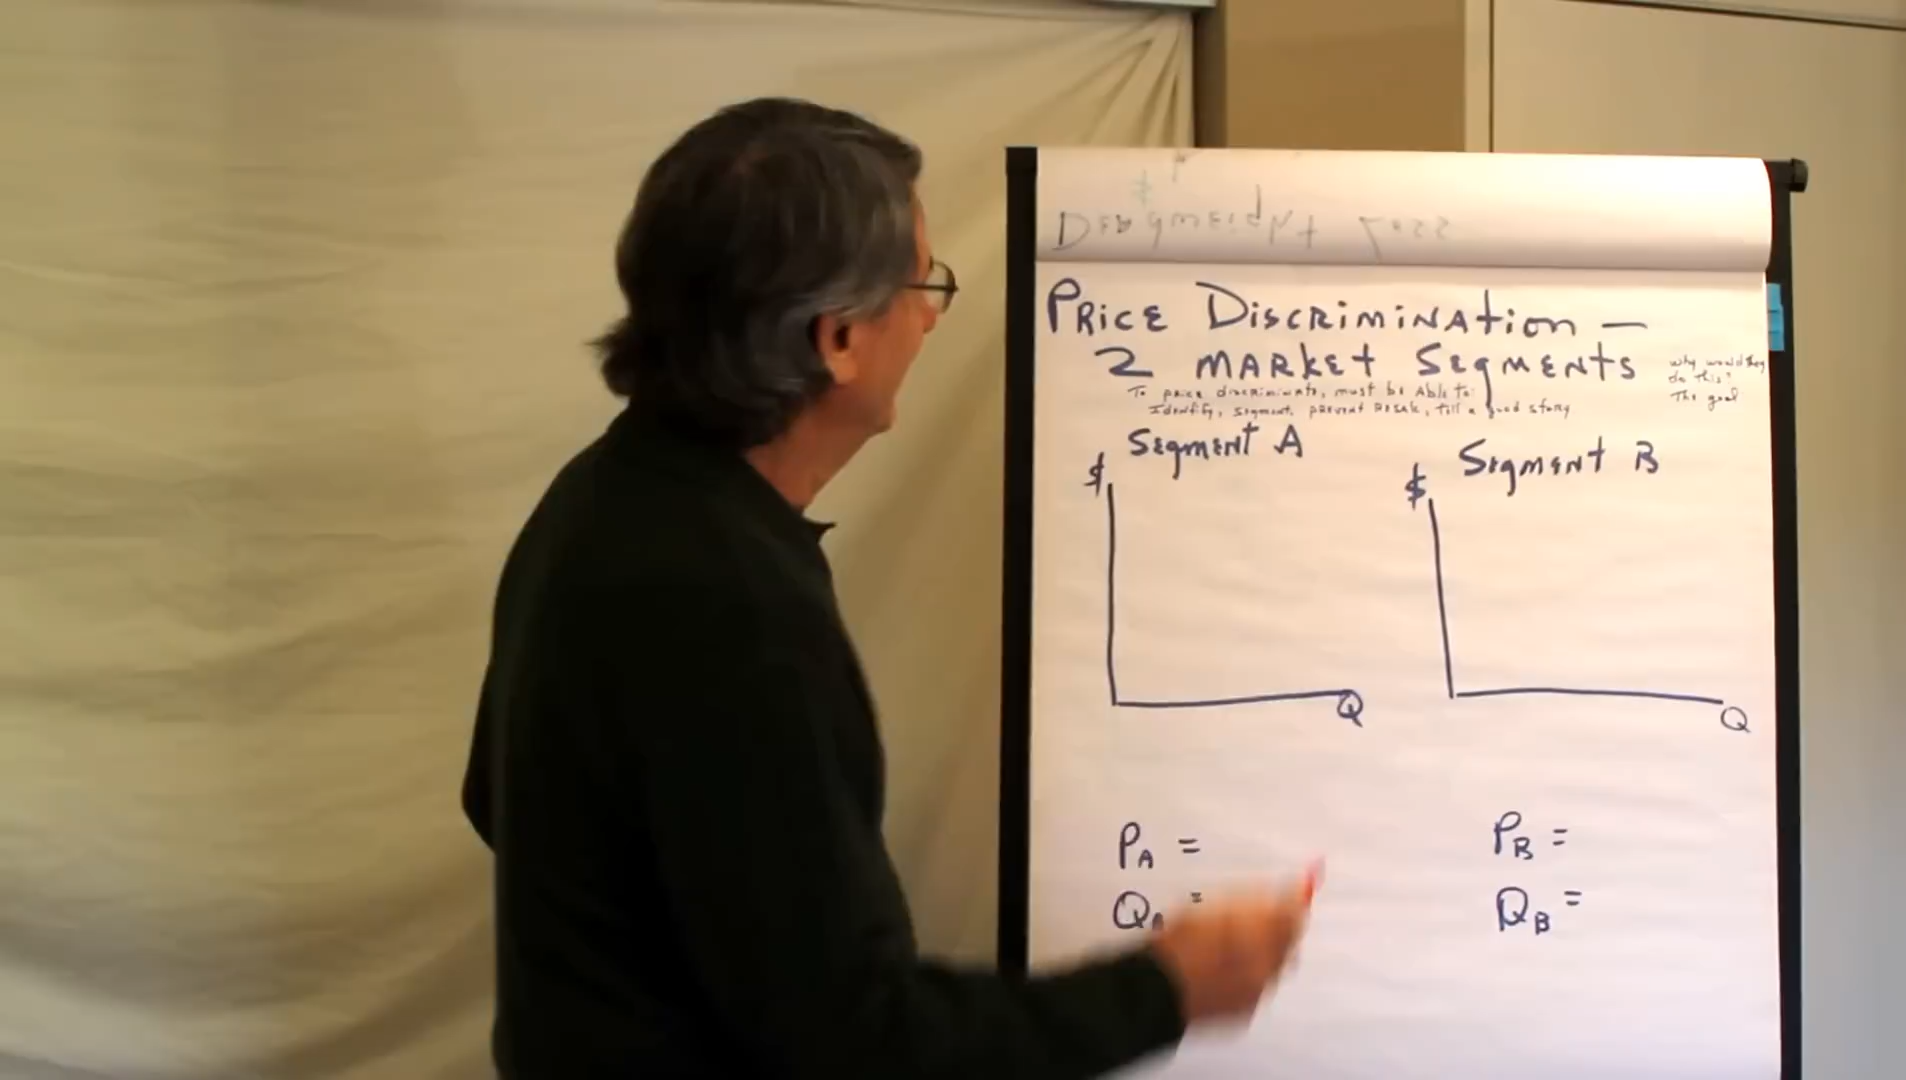 PRICE DISCRIMINATION —
2 MARKET SEGMENTS
why would they
do this?
The goal
To price discriminate, must be able to:
Identify, segment, prevent resale, tell a good story
Segment A
Segment B
$
$
Q
Q
PA =
PB =
QA =
QB =